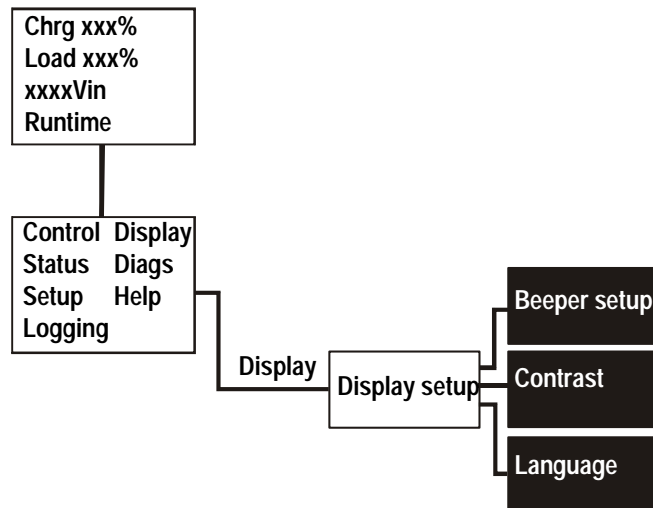 Chrg xxx%
Load xxx%
xxxxVin
Runtime
Control Display
Status Diags
Setup Help
Logging
Display
Display setup
Beeper setup
Contrast
Language